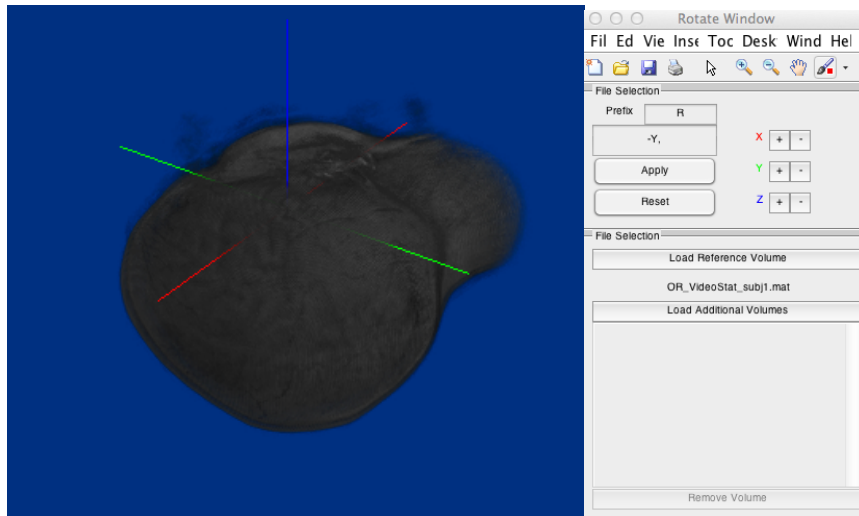 Rotate Window
Fil Ed Vie Inse Toc Desk Wind Hel
File Selection
Prefix R
-Y, X + -
Apply Y + -
Reset Z + -
File Selection
Load Reference Volume
OR_VideoStat_subj1.mat
Load Additional Volumes
Remove Volume